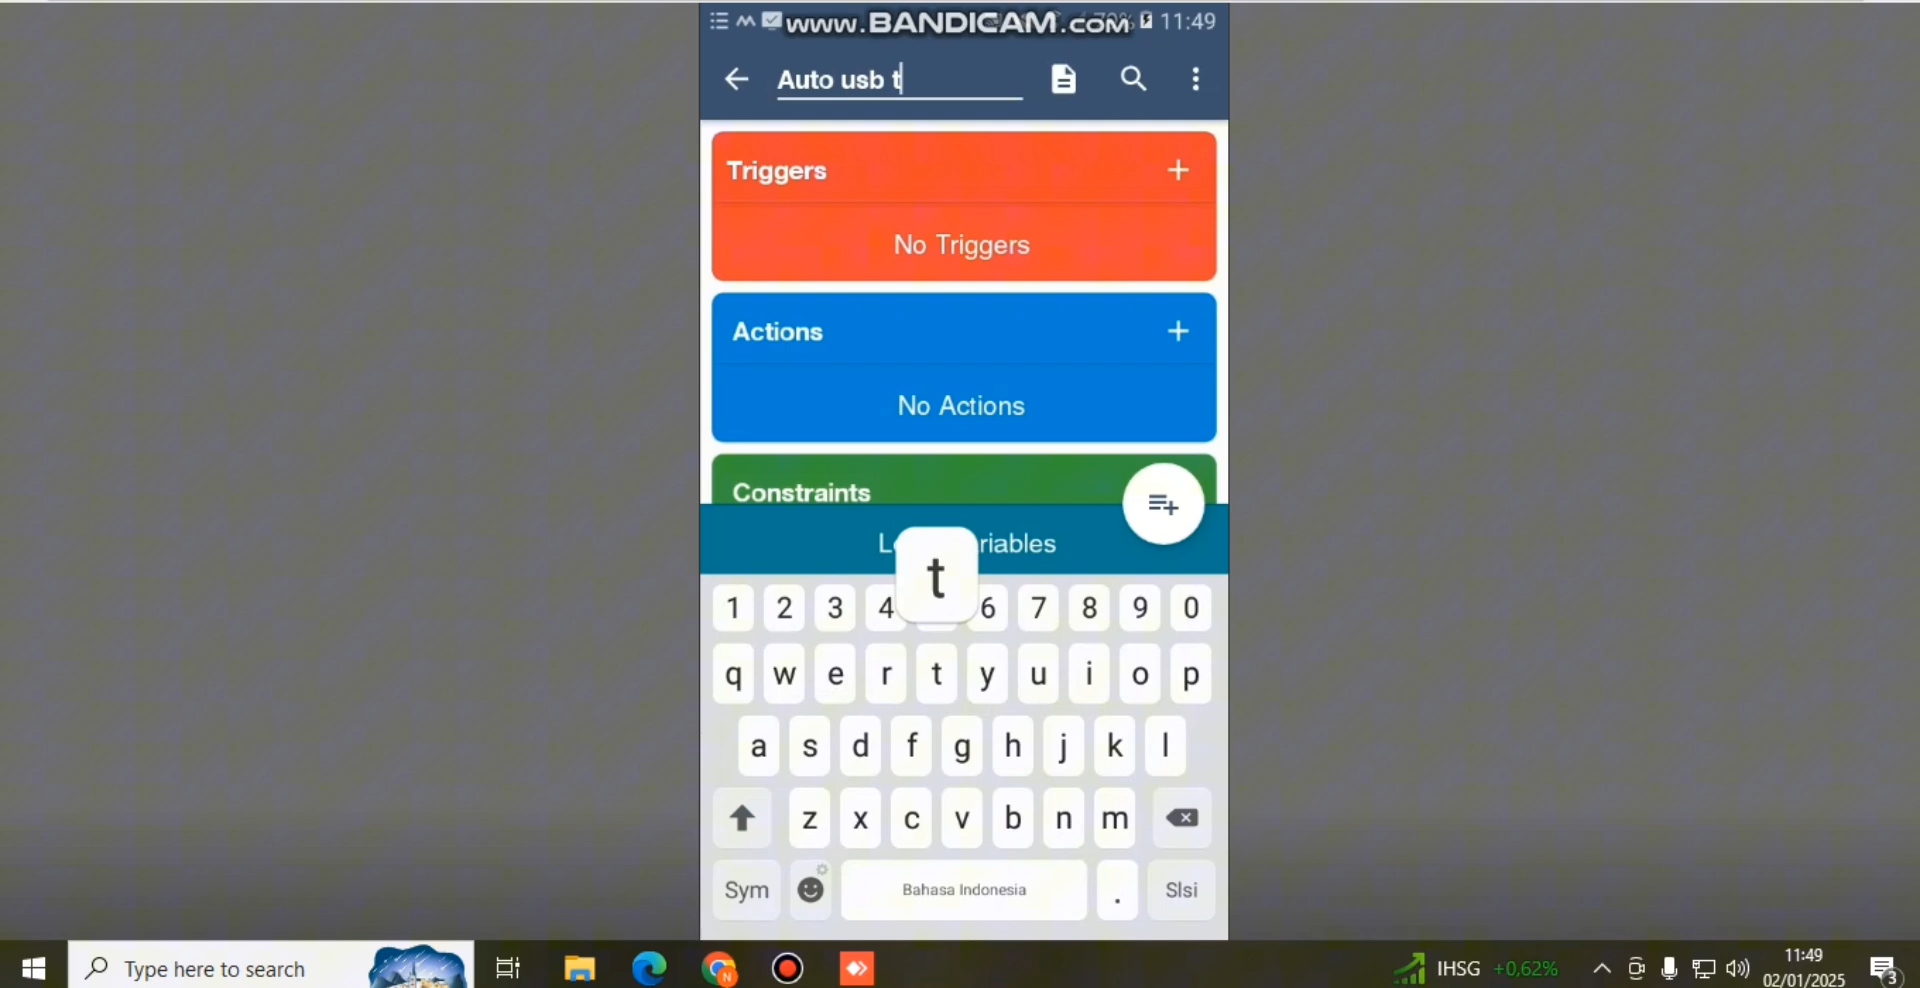 www.BANDICAM.com 11:49
Auto usb t
Triggers
No Triggers
Actions
No Actions
Constraints
riables
t
1 2 3 4 6 7 8 9 0
q w e r t y u i o p
a s d f g h j k l
z x c v b n m
Sym Bahasa Indonesia . Slsi
Type here to search
IHSG +0,62%
11:49
02/01/2025
3